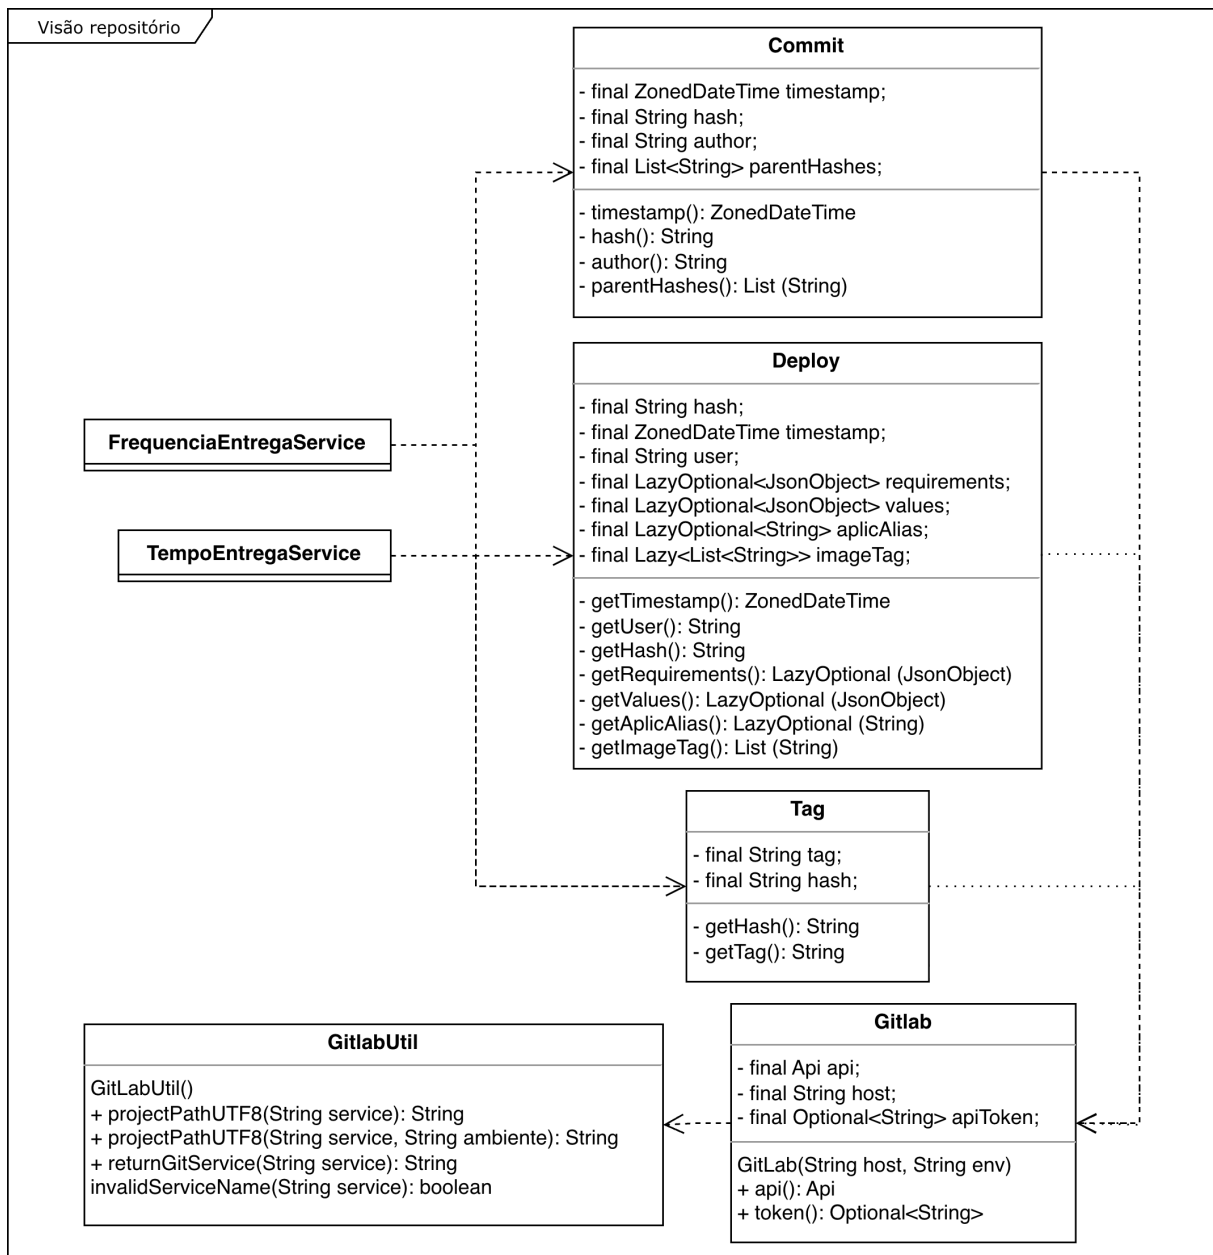 Visão repositório
Commit
- final ZonedDateTime timestamp;
- final String hash;
- final String author;
- final List<String> parentHashes;
- timestamp(): ZonedDateTime
- hash(): String
- author(): String
- parentHashes(): List (String)
Deploy
- final String hash;
- final ZonedDateTime timestamp;
- final String user;
- final LazyOptional<JsonObject> requirements;
- final LazyOptional<JsonObject> values;
- final LazyOptional<String> aplicAlias;
- final Lazy<List<String>> imageTag;
- getTimestamp(): ZonedDateTime
- getUser(): String
- getHash(): String
- getRequirements(): LazyOptional (JsonObject)
- getValues(): LazyOptional (JsonObject)
- getAplicAlias(): LazyOptional (String)
- getImageTag(): List (String)
FrequenciaEntregaService
TempoEntregaService
Tag
- final String tag;
- final String hash;
- getHash(): String
- getTag(): String
GitlabUtil
GitLabUtil()
+ projectPathUTF8(String service): String
+ projectPathUTF8(String service, String ambiente): String
+ returnGitService(String service): String
invalidServiceName(String service): boolean
Gitlab
- final Api api;
- final String host;
- final Optional<String> apiToken;
GitLab(String host, String env)
+ api(): Api
+ token(): Optional<String>